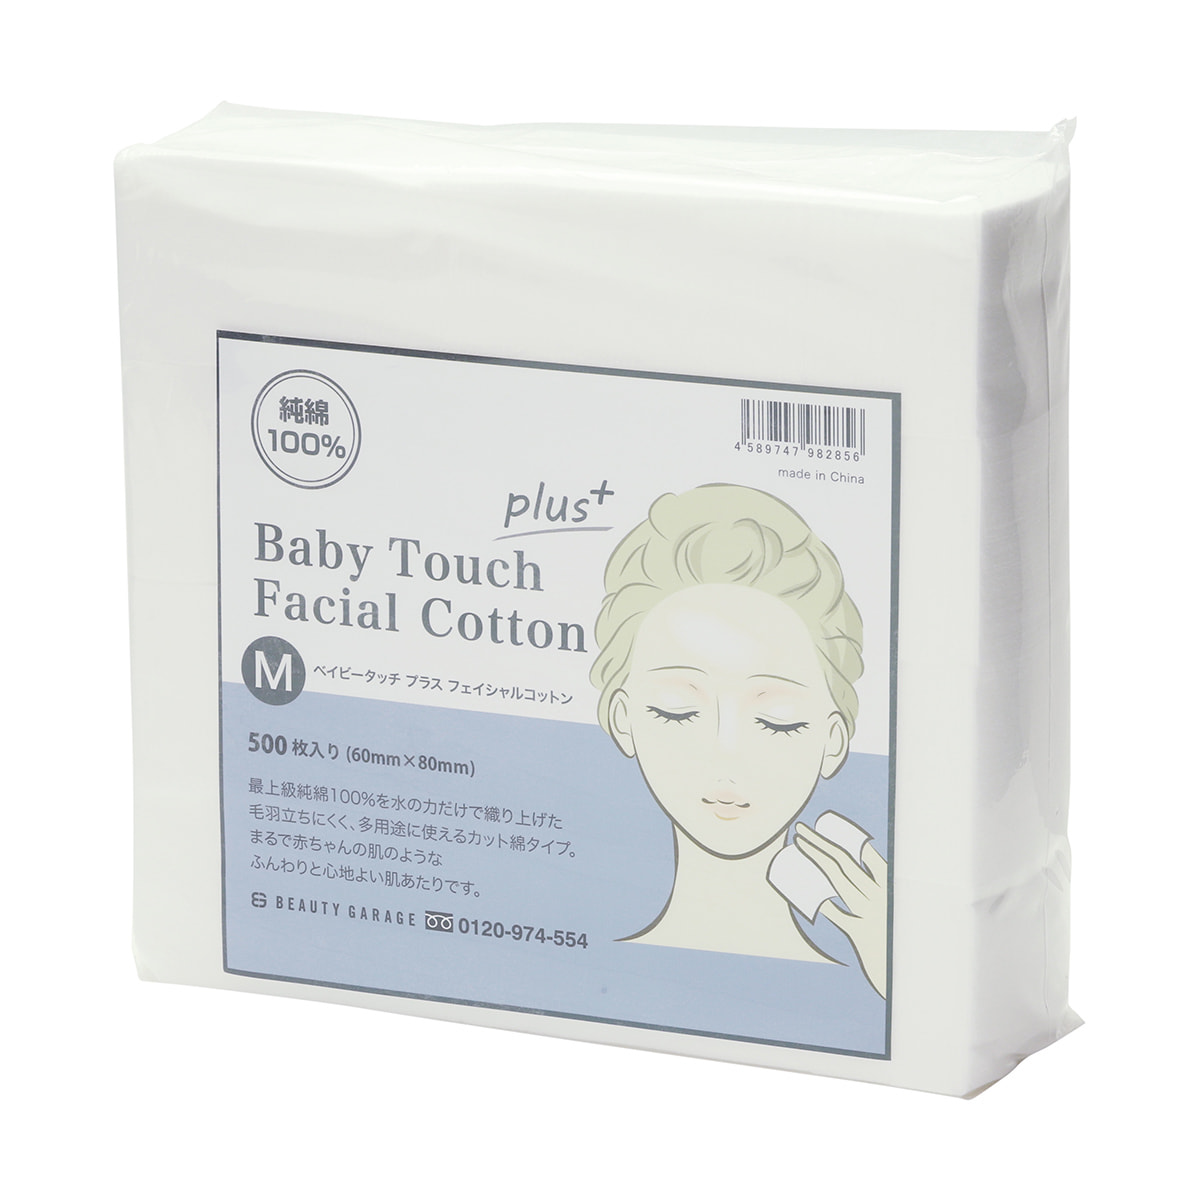 純綿
100%
4 589747 982856
made in China
plus+
Baby Touch
Facial Cotton
M
ベイビータッチ プラス フェイシャルコットン
500枚入り (60mm×80mm)
最上級純綿100%を水の力だけで織り上げた
毛羽立ちにくく、多用途に使えるカット綿タイプ。
まるで赤ちゃんの肌のような
ふんわりと心地よい肌あたりです。
BEAUTY GARAGE 0120-974-554